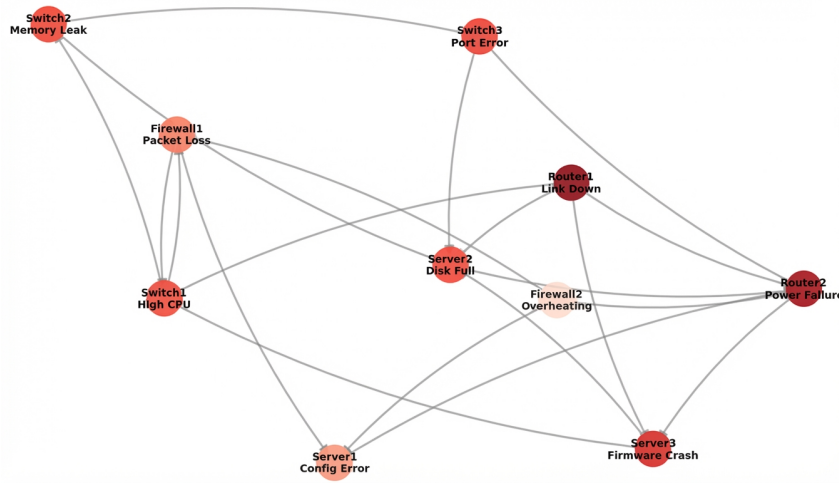 Switch2
Memory Leak
Switch3
Port Error
Firewall1
Packet Loss
Router1
Link Down
Server2
Disk Full
Router2
Power Failure
Switch1
High CPU
Firewall2
Overheating
Server3
Firmware Crash
Server1
Config Error